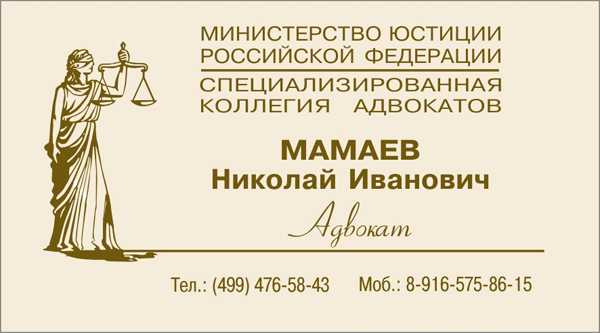 МИНИСТЕРСТВО ЮСТИЦИИ
РОССИЙСКОЙ ФЕДЕРАЦИИ
СПЕЦИАЛИЗИРОВАННАЯ
КОЛЛЕГИЯ АДВОКАТОВ
МАМАЕВ
Николай Иванович
Адвокат
Тел.: (499) 476-58-43 Моб.: 8-916-575-86-15